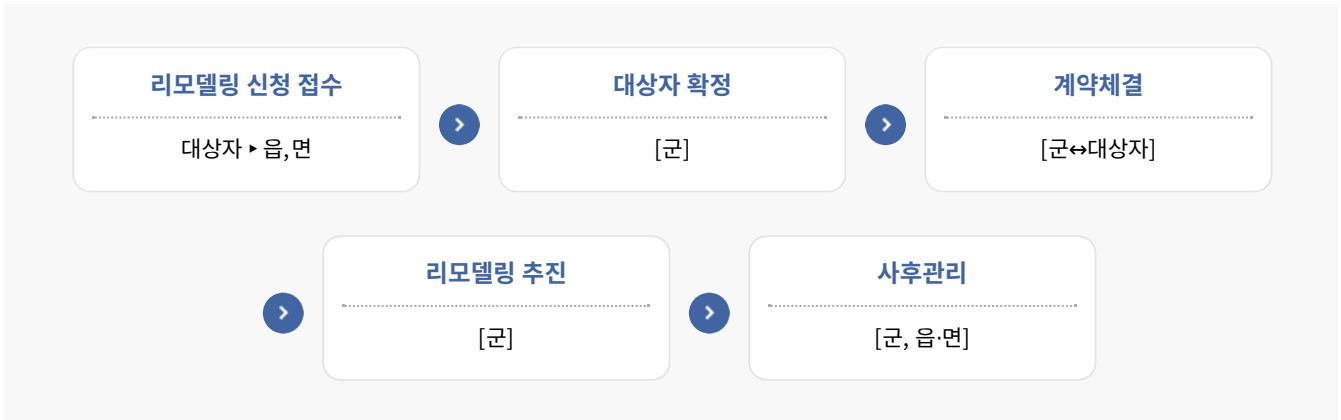 리모델링 신청 접수
대상자 ▸ 읍,면
대상자 확정
[군]
계약체결
[군↔대상자]
리모델링 추진
[군]
사후관리
[군, 읍·면]